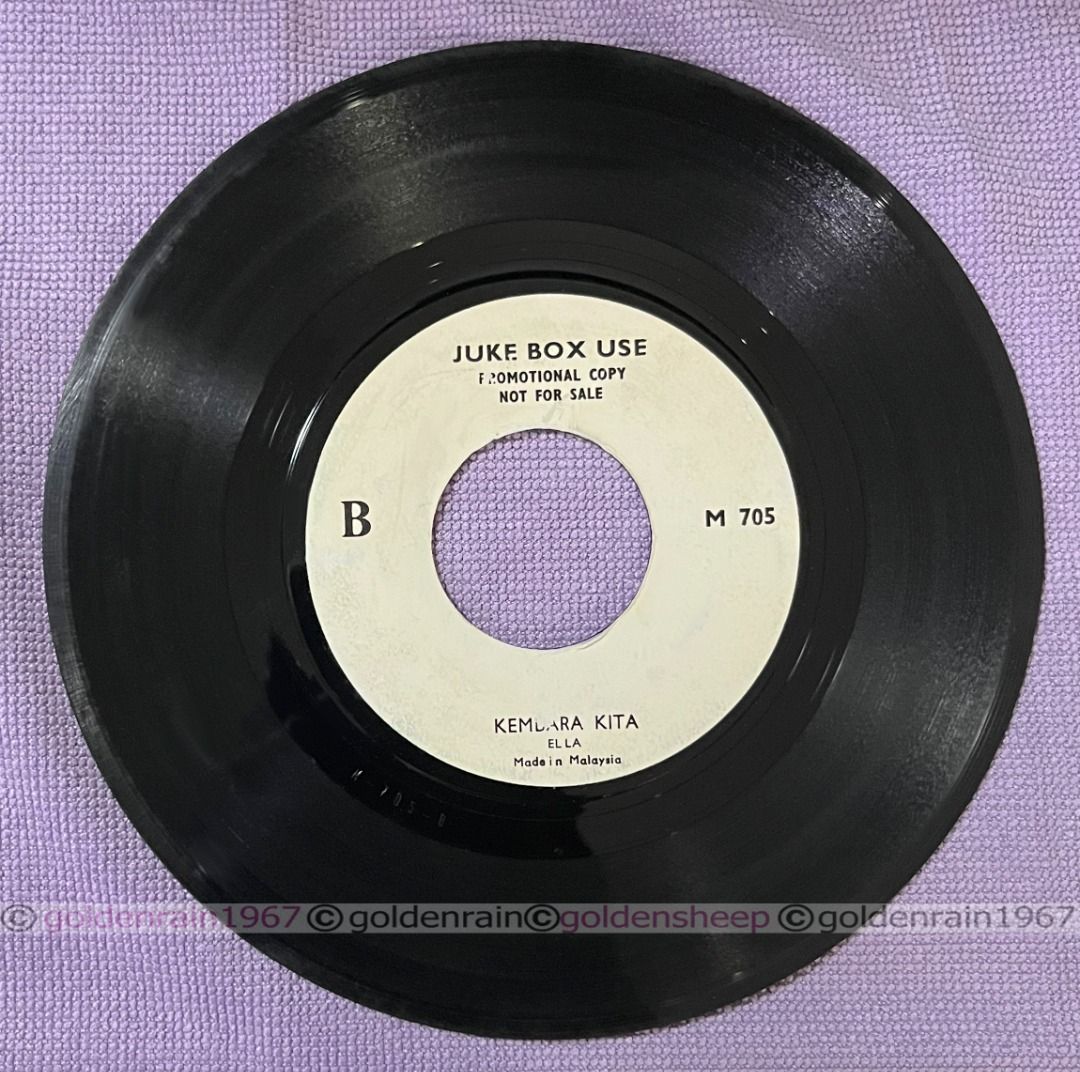 JUKE BOX USE
PROMOTIONAL COPY
NOT FOR SALE
B
M 705
KEMBARA KITA
ELLA
Made in Malaysia
M 705-B
© goldenrain1967 ©goldenrain©goldensheep ©goldenrain1967